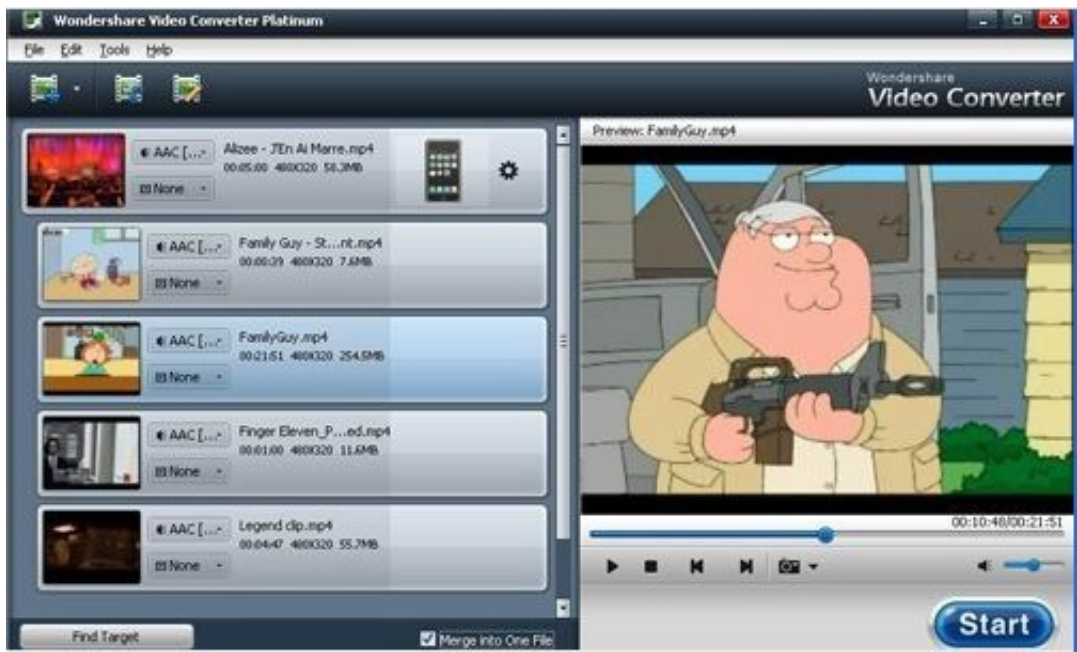 Wondershare Video Converter Platinum
File Edit Tools Help
Wondershare
Video Converter
AAC [...
Alizee - J'En Ai Marre.mp4
00:05:00 480X320 58.3MB
None
AAC [...
Family Guy - St...nt.mp4
00:00:39 480X320 7.6MB
None
AAC [...
FamilyGuy.mp4
00:21:51 480X320 254.5MB
None
AAC [...
Finger Eleven_P...ed.mp4
00:01:00 480X320 11.6MB
None
AAC [...
Legend clip.mp4
00:04:47 480X320 55.7MB
None
Find Target
Merge into One File
Preview: FamilyGuy.mp4
00:10:48/00:21:51
Start